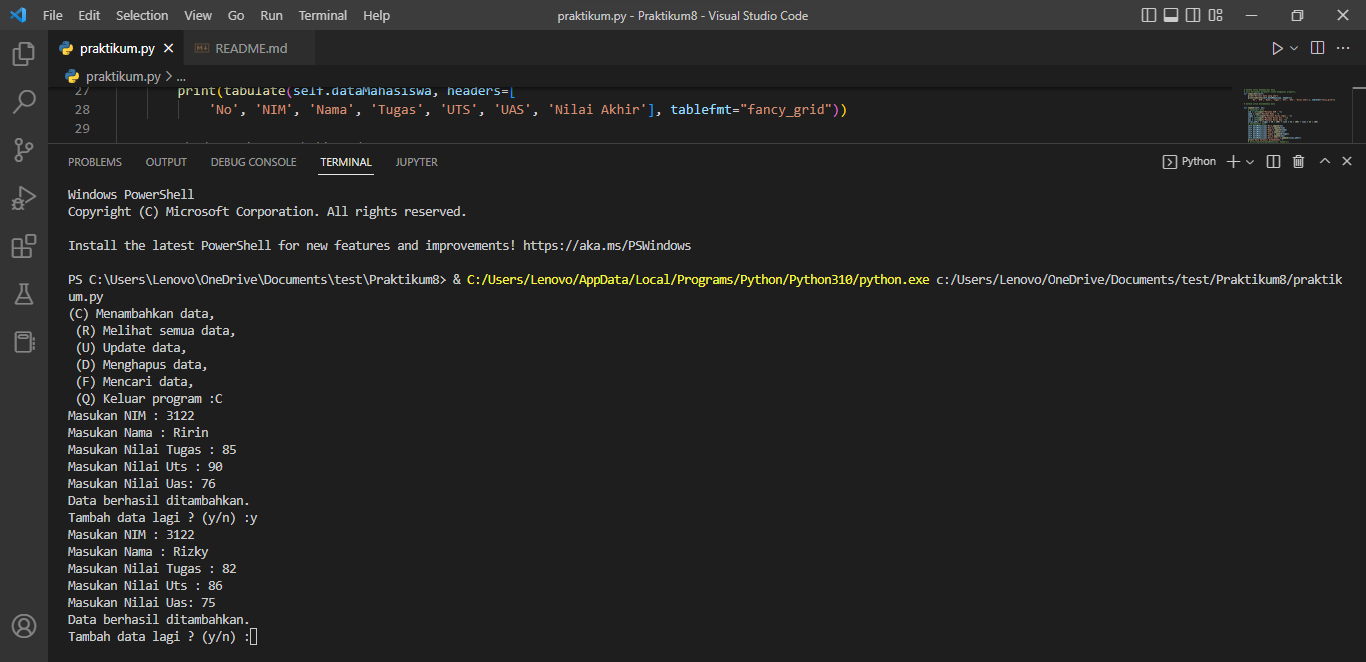 File Edit Selection View Go Run Terminal Help praktikum.py - Praktikum8 - Visual Studio Code
praktikum.py README.md
praktikum.py > ...
27 print(tabulate(self.dataMahasiswa, headers=[
28 'No', 'NIM', 'Nama', 'Tugas', 'UTS', 'UAS', 'Nilai Akhir'], tablefmt="fancy_grid"))
29
PROBLEMS OUTPUT DEBUG CONSOLE TERMINAL JUPYTER Python
Windows PowerShell
Copyright (C) Microsoft Corporation. All rights reserved.
Install the latest PowerShell for new features and improvements! https://aka.ms/PSWindows
PS C:\Users\Lenovo\OneDrive\Documents\test\Praktikum8> & C:/Users/Lenovo/AppData/Local/Programs/Python/Python310/python.exe c:/Users/Lenovo/OneDrive/Documents/test/Praktikum8/praktik
um.py
(C) Menambahkan data,
(R) Melihat semua data,
(U) Update data,
(D) Menghapus data,
(F) Mencari data,
(Q) Keluar program :C
Masukan NIM : 3122
Masukan Nama : Ririn
Masukan Nilai Tugas : 85
Masukan Nilai Uts : 90
Masukan Nilai Uas: 76
Data berhasil ditambahkan.
Tambah data lagi ? (y/n) :y
Masukan NIM : 3122
Masukan Nama : Rizky
Masukan Nilai Tugas : 82
Masukan Nilai Uts : 86
Masukan Nilai Uas: 75
Data berhasil ditambahkan.
Tambah data lagi ? (y/n) :